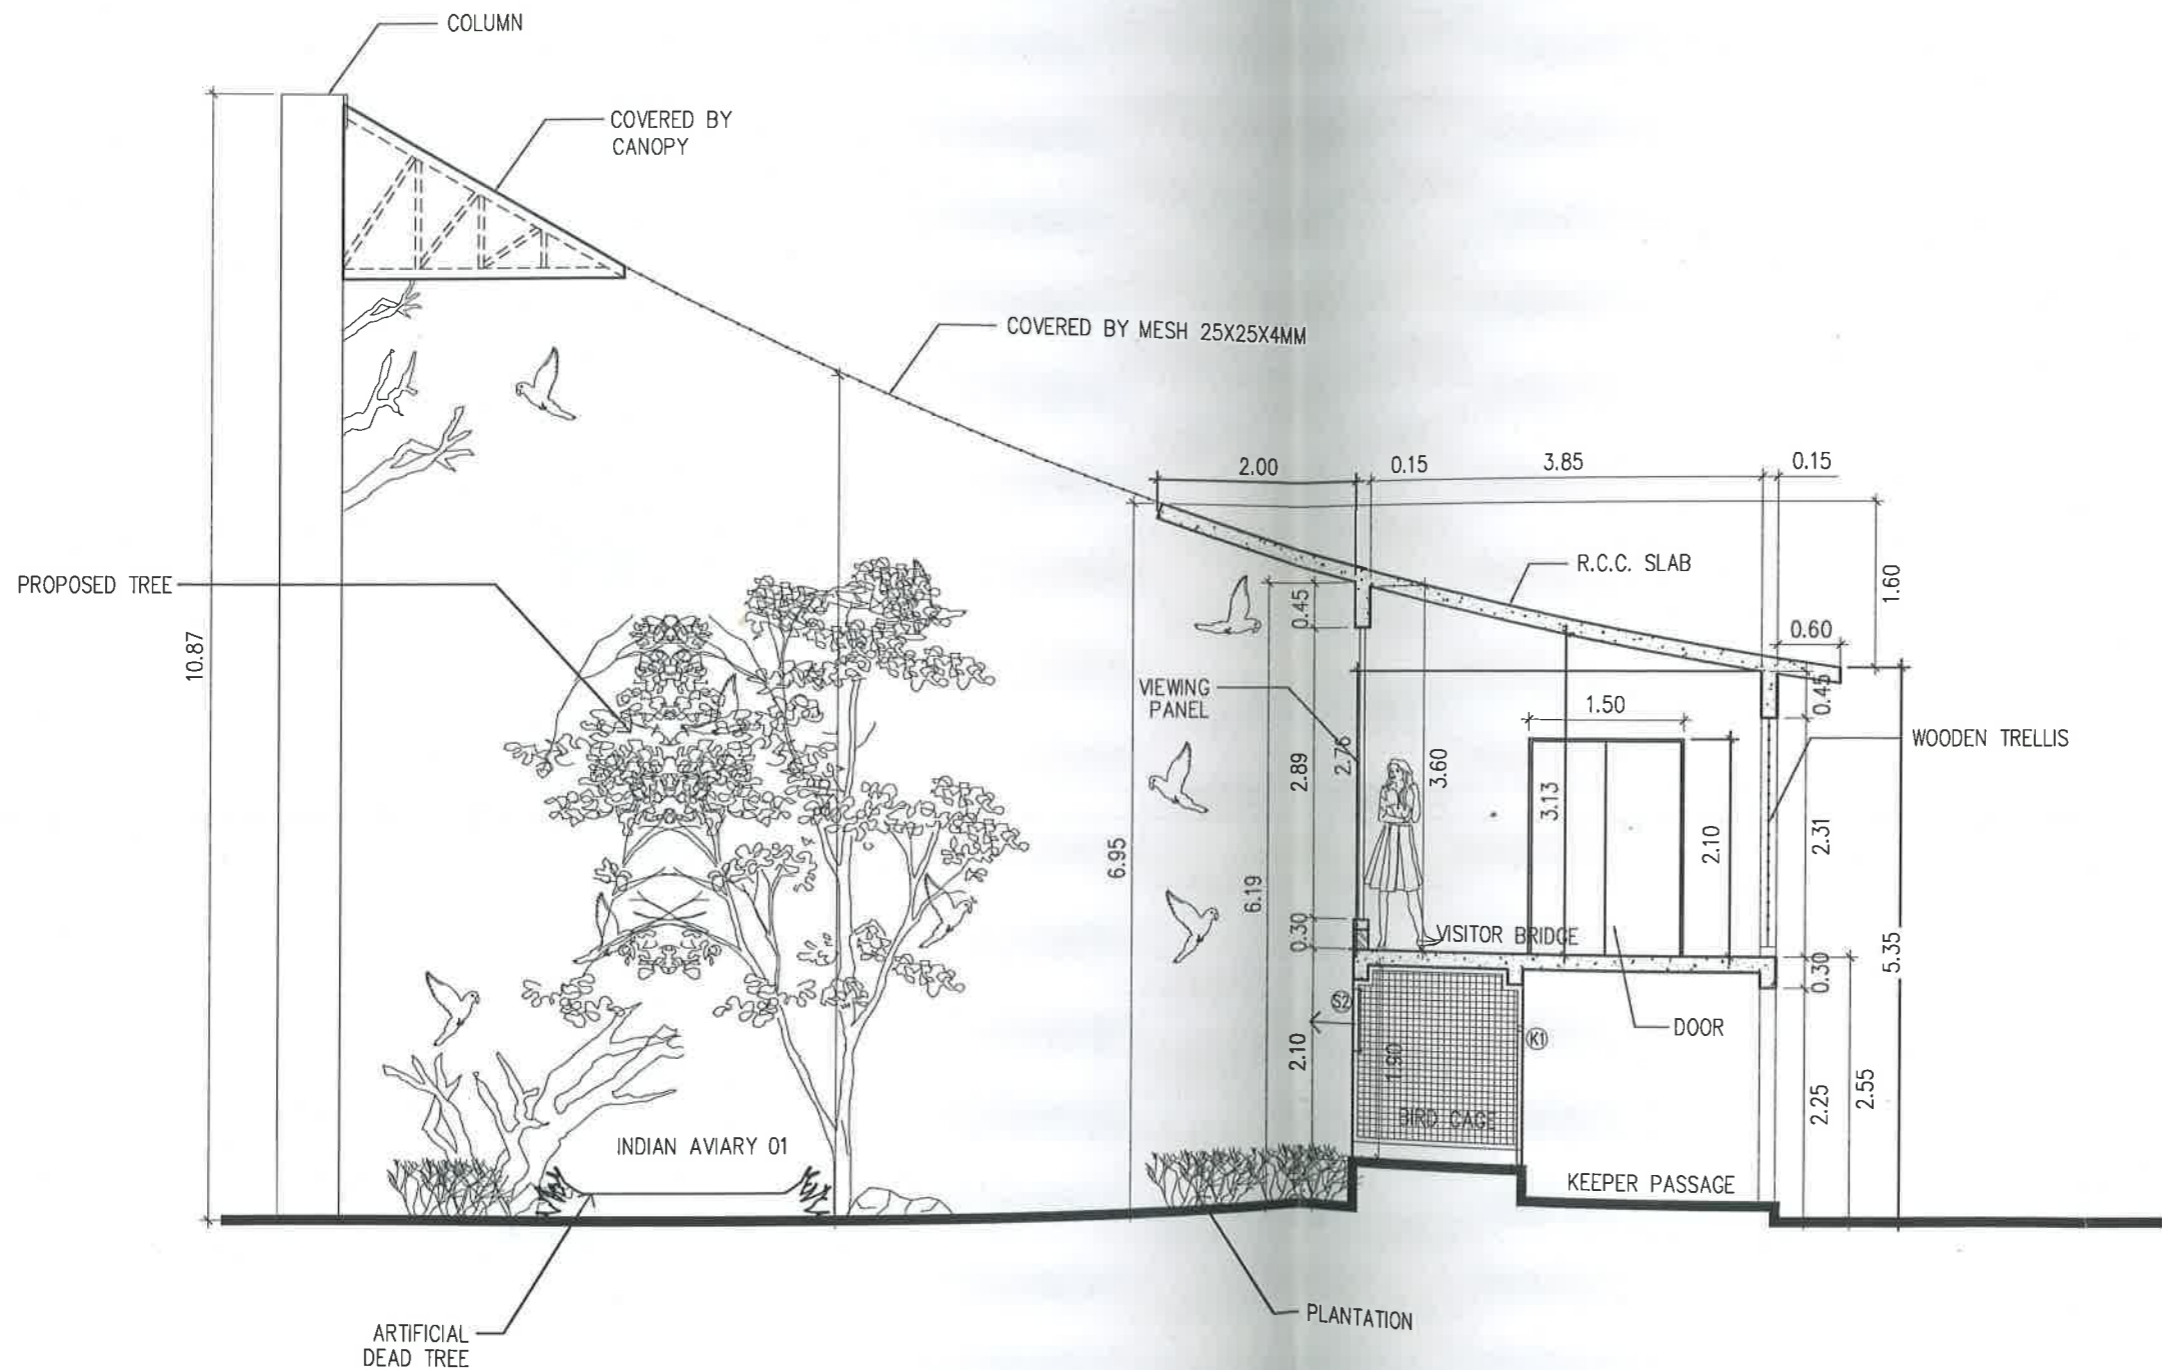 COLUMN
COVERED BY
CANOPY
COVERED BY MESH 25X25X4MM
2.00
0.15
3.85
0.15
R.C.C. SLAB
1.60
PROPOSED TREE
10.87
0.45
0.60
VIEWING
PANEL
0.45
1.50
WOODEN TRELLIS
2.89
2.76
3.60
3.13
2.10
2.31
6.95
6.19
0.30
VISITOR BRIDGE
5.35
0.30
S2
K1
DOOR
2.10
1.90
2.25
2.55
BIRD CAGE
INDIAN AVIARY 01
KEEPER PASSAGE
PLANTATION
ARTIFICIAL
DEAD TREE